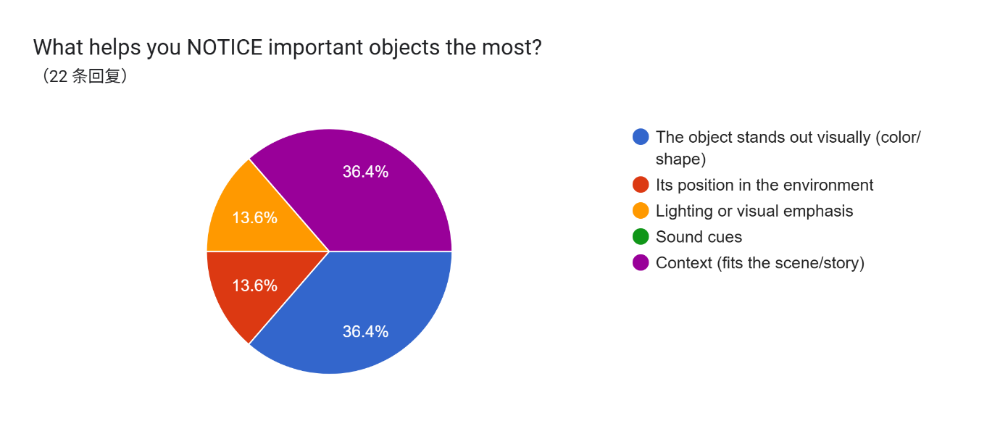 What helps you NOTICE important objects the most?
（22 条回复）
36.4%
13.6%
13.6%
36.4%
The object stands out visually (color/
shape)
Its position in the environment
Lighting or visual emphasis
Sound cues
Context (fits the scene/story)